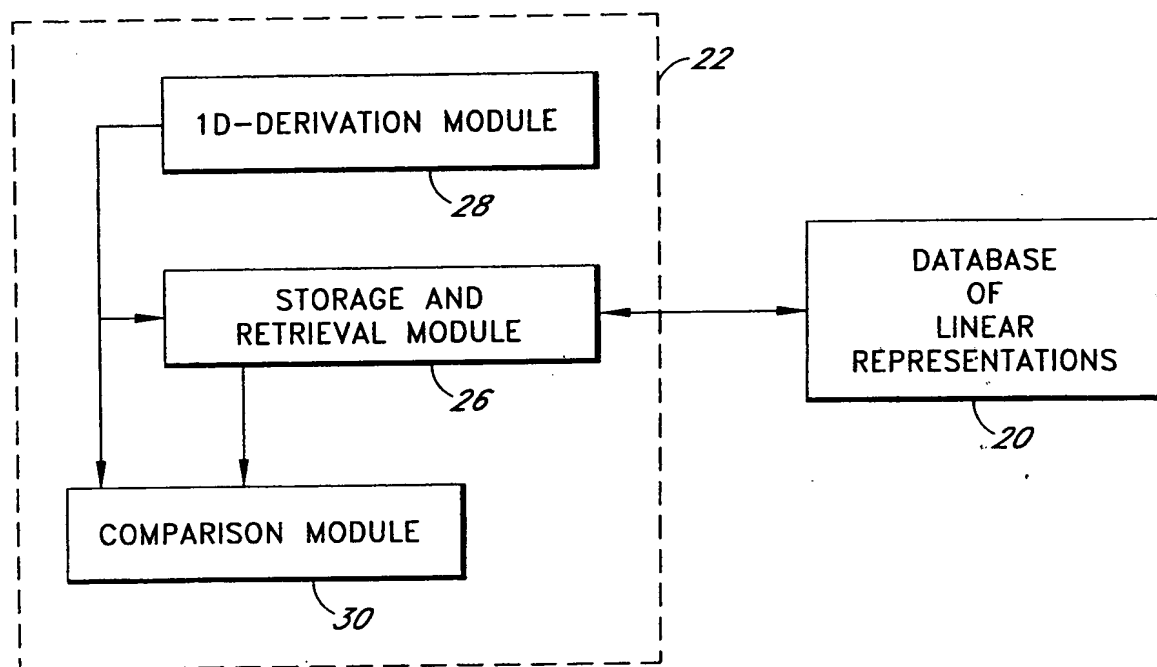 22
1D-DERIVATION MODULE
28
STORAGE AND
RETRIEVAL MODULE
26
DATABASE
OF
LINEAR
REPRESENTATIONS
20
COMPARISON MODULE
30